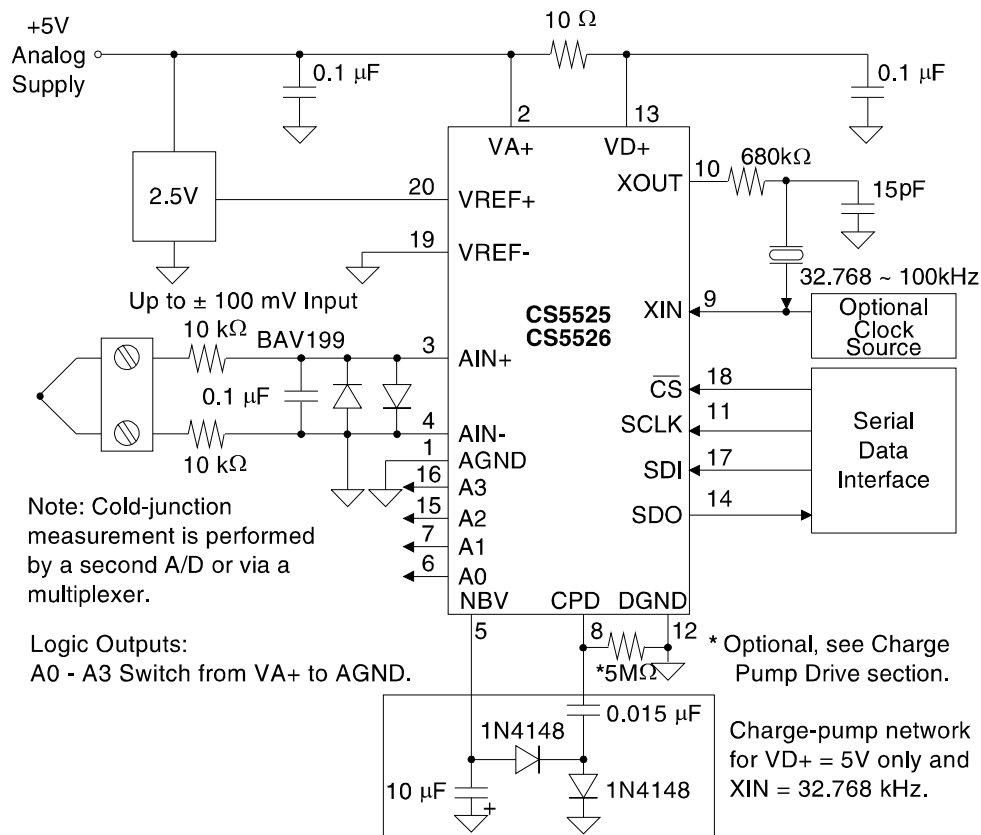 +5V
Analog
Supply
10 Ω
0.1 µF
0.1 µF
2
13
VA+
VD+
680kΩ
10
XOUT
15pF
2.5V
20
VREF+
19
VREF-
32.768 ~ 100kHz
Up to ± 100 mV Input
CS5525
CS5526
9
XIN
Optional
Clock
Source
10 kΩ
BAV199
3
AIN+
0.1 µF
CS
18
4
AIN-
SCLK
11
10 kΩ
1
AGND
16
A3
SDI
17
15
A2
SDO
14
7
A1
6
A0
Serial
Data
Interface
Note: Cold-junction
measurement is performed
by a second A/D or via a
multiplexer.
NBV
CPD
DGND
5
8
12
Logic Outputs:
A0 - A3 Switch from VA+ to AGND.
*5MΩ
* Optional, see Charge
Pump Drive section.
0.015 µF
1N4148
10 µF
+
1N4148
Charge-pump network
for VD+ = 5V only and
XIN = 32.768 kHz.